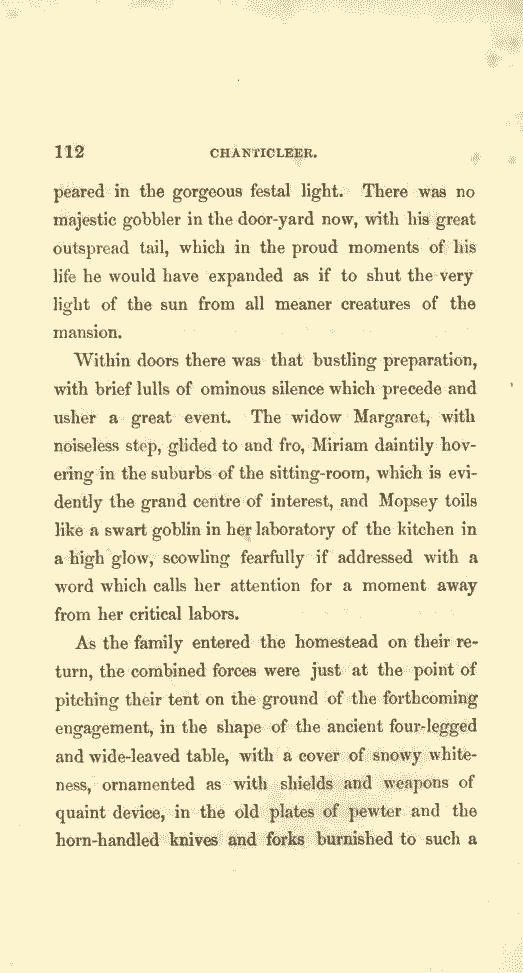 112 CHANTICLEER.
peared in the gorgeous festal light. There was no
majestic gobbler in the door-yard now, with his great
outspread tail, which in the proud moments of his
life he would have expanded as if to shut the very
light of the sun from all meaner creatures of the
mansion.
Within doors there was that bustling preparation,
with brief lulls of ominous silence which precede and
usher a great event. The widow Margaret, with
noiseless step, glided to and fro, Miriam daintily hov-
ering in the suburbs of the sitting-room, which is evi-
dently the grand centre of interest, and Mopsey toils
like a swart goblin in her laboratory of the kitchen in
a high glow, scowling fearfully if addressed with a
word which calls her attention for a moment away
from her critical labors.
As the family entered the homestead on their re-
turn, the combined forces were just at the point of
pitching their tent on the ground of the forthcoming
engagement, in the shape of the ancient four-legged
and wide-leaved table, with a cover of snowy white-
ness, ornamented as with shields and weapons of
quaint device, in the old plates of pewter and the
horn-handled knives and forks burnished to such a